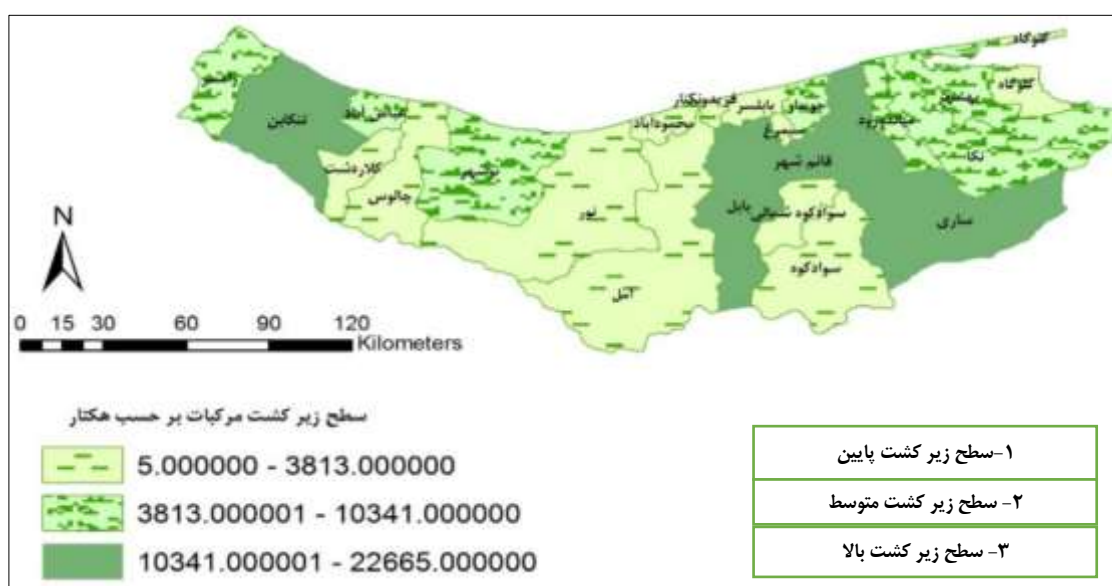 گلوگاه
رامسر
گلوگاه
عباس آباد
فریدونکنار
بابلسر
جویبار
بهشهر
تنکابن
محمودآباد
سیمرغ
میاندورود
نکا
کلاردشت
نوشهر
قائم شهر
چالوس
نور
بابل
سوادکوه شمالی
ساری
سوادکوه
آمل
N
0 15 30 60 90 120
Kilometers
سطح زیر کشت مرکبات بر حسب هکتار
5.000000 - 3813.000000
3813.000001 - 10341.000000
10341.000001 - 22665.000000
۱-سطح زیر کشت پایین
۲- سطح زیر کشت متوسط
۳- سطح زیر کشت بالا